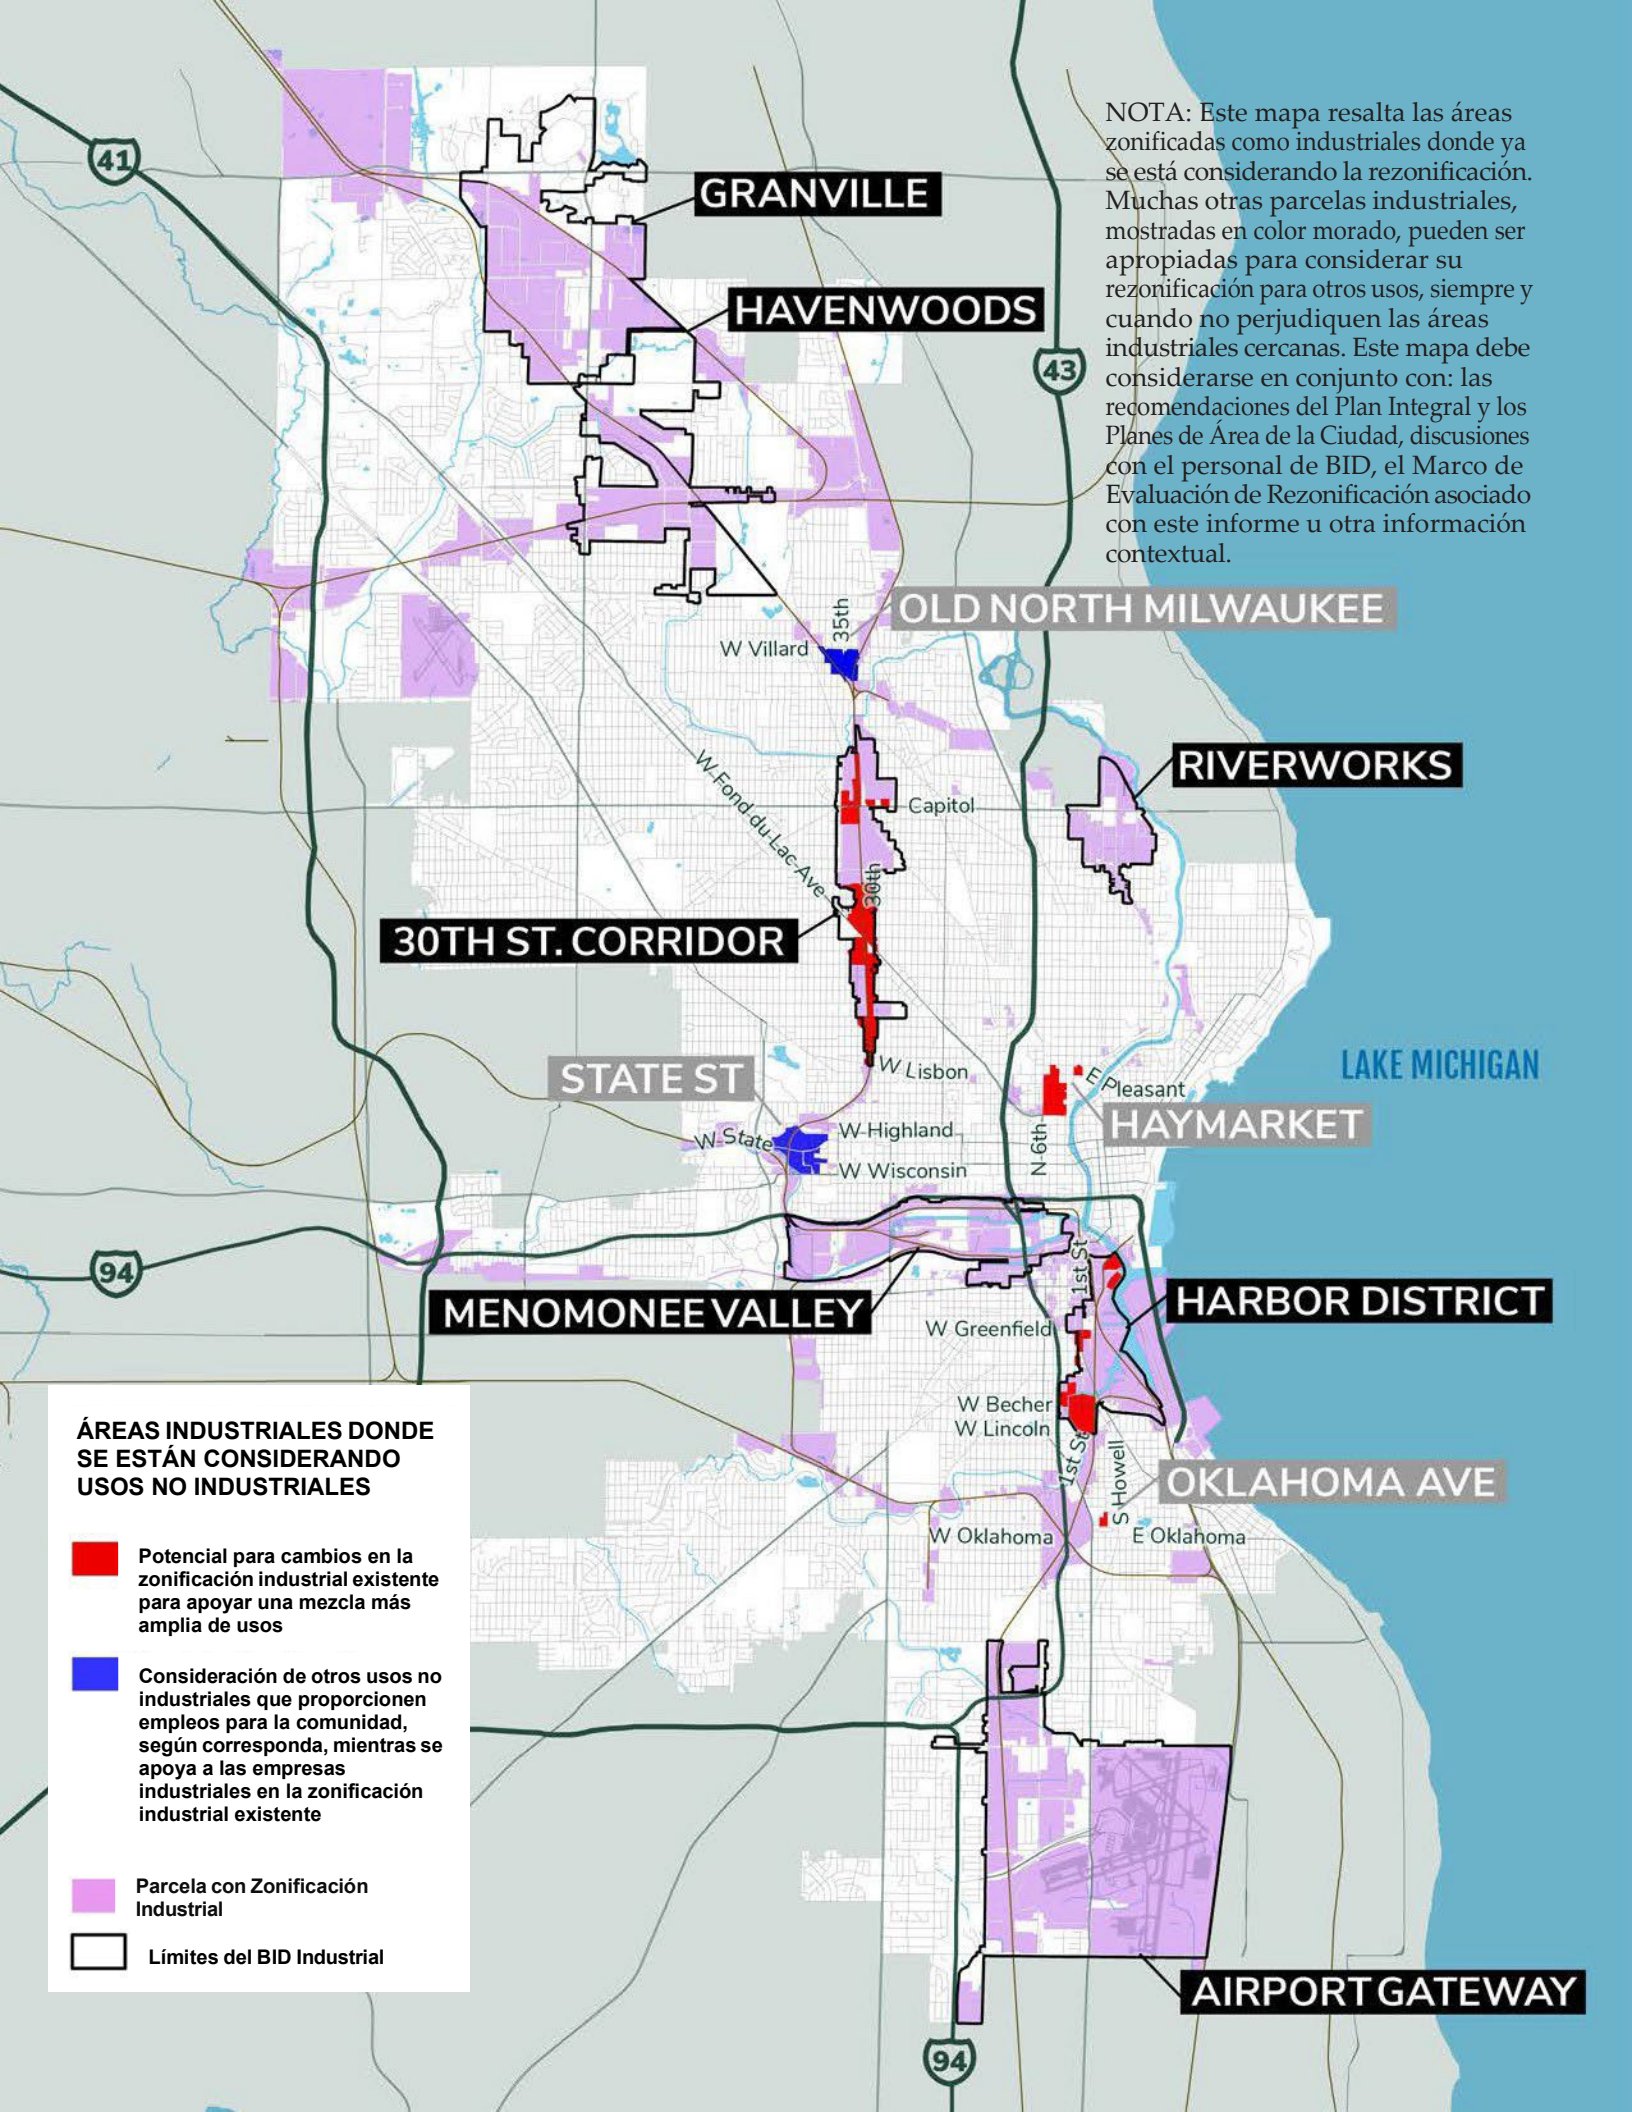 NOTA: Este mapa resalta las áreas
zonificadas como industriales donde ya
se está considerando la rezonificación.
Muchas otras parcelas industriales,
mostradas en color morado, pueden ser
apropiadas para considerar su
rezonificación para otros usos, siempre y
cuando no perjudiquen las áreas
industriales cercanas. Este mapa debe
considerarse en conjunto con: las
recomendaciones del Plan Integral y los
Planes de Área de la Ciudad, discusiones
con el personal de BID, el Marco de
Evaluación de Rezonificación asociado
con este informe u otra información
contextual.
41
GRANVILLE
HAVENWOODS
43
OLD NORTH MILWAUKEE
35th
W Villard
RIVERWORKS
W-Fond-du-Lac-Ave
Capitol
30th
30TH ST. CORRIDOR
LAKE MICHIGAN
W Lisbon
STATE ST
E Pleasant
HAYMARKET
W-State
W-Highland
N-6th
W Wisconsin
94
1st St
MENOMONEE VALLEY
HARBOR DISTRICT
W Greenfield
W Becher
W Lincoln
1st St
S Howell
OKLAHOMA AVE
W Oklahoma
E Oklahoma
AIRPORT GATEWAY
94
ÁREAS INDUSTRIALES DONDE
SE ESTÁN CONSIDERANDO
USOS NO INDUSTRIALES
Potencial para cambios en la
zonificación industrial existente
para apoyar una mezcla más
amplia de usos
Consideración de otros usos no
industriales que proporcionen
empleos para la comunidad,
según corresponda, mientras se
apoya a las empresas
industriales en la zonificación
industrial existente
Parcela con Zonificación
Industrial
Límites del BID Industrial